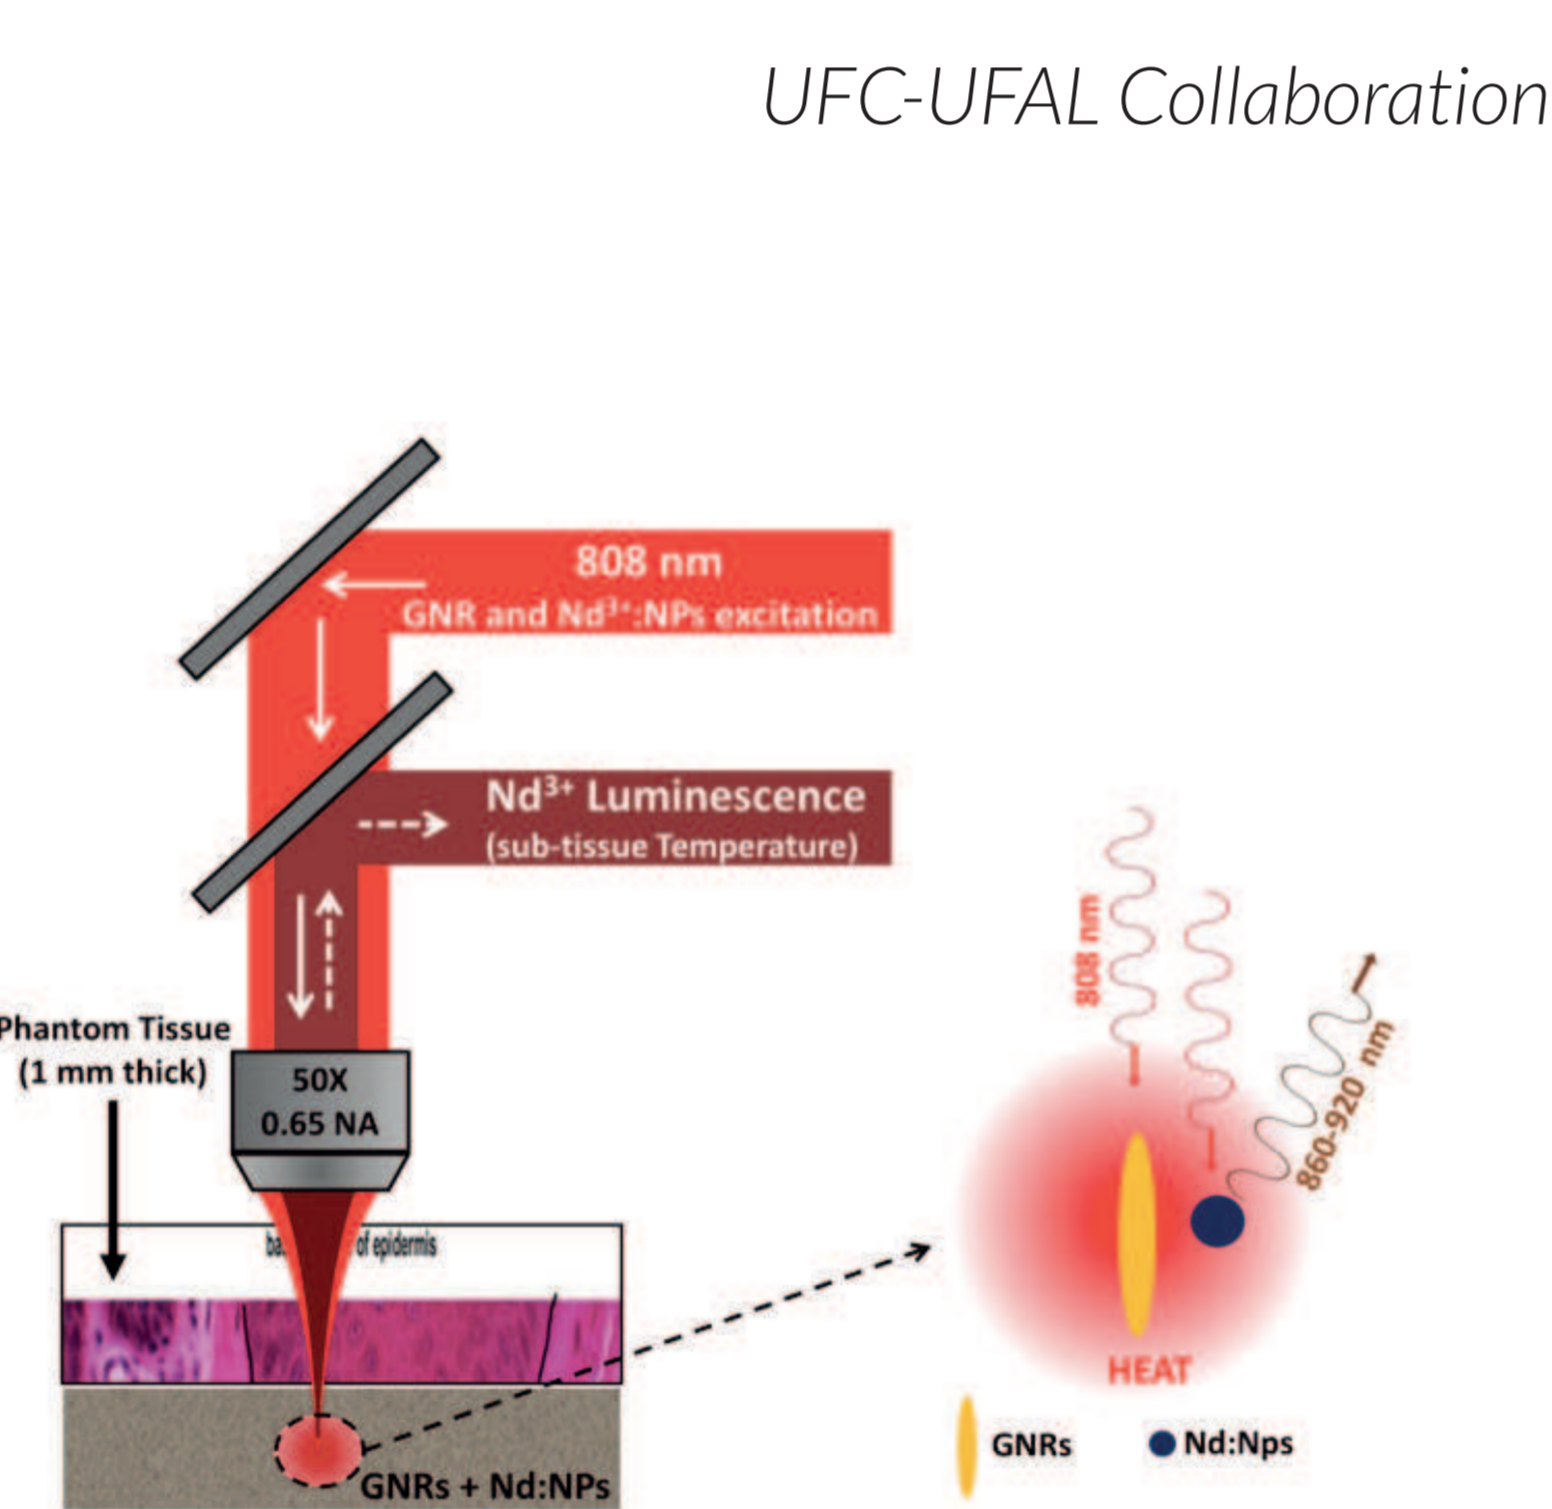 UFC-UFAL Collaboration
808 nm
GNR and Nd³⁺:NPs excitation
Nd³⁺ Luminescence
(sub-tissue Temperature)
Phantom Tissue
(1 mm thick)
50X
0.65 NA
of epidermis
GNRs + Nd:NPs
808 nm
860-920 nm
HEAT
GNRs
Nd:Nps